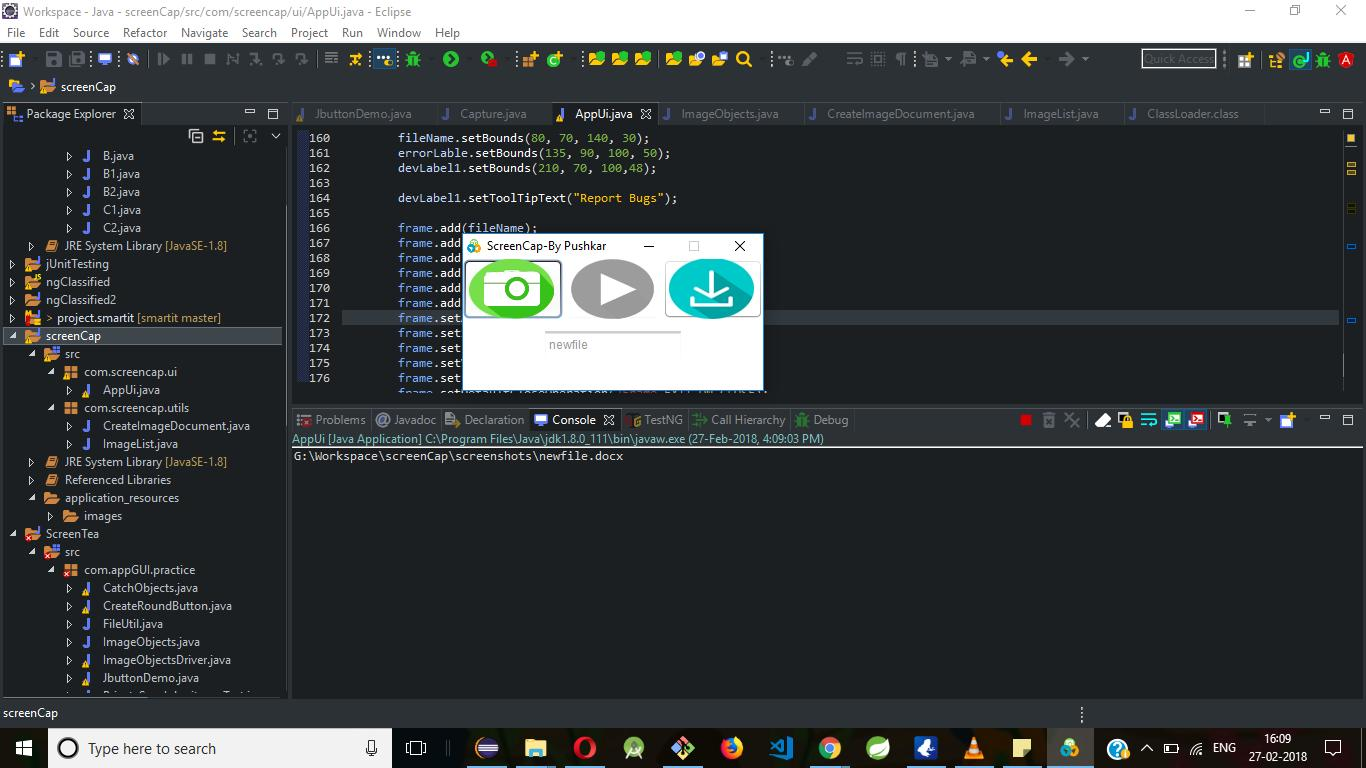 Workspace - Java - screenCap/src/com/screencap/ui/AppUi.java - Eclipse
File Edit Source Refactor Navigate Search Project Run Window Help
Quick Access
screenCap
Package Explorer
B.java
B1.java
B2.java
C1.java
C2.java
JRE System Library [JavaSE-1.8]
jUnitTesting
ngClassified
ngClassified2
> project.smartit [smartit master]
screenCap
src
com.screencap.ui
AppUi.java
com.screencap.utils
CreateImageDocument.java
ImageList.java
JRE System Library [JavaSE-1.8]
Referenced Libraries
application_resources
images
ScreenTea
src
com.appGUI.practice
CatchObjects.java
CreateRoundButton.java
FileUtil.java
ImageObjects.java
ImageObjectsDriver.java
JbuttonDemo.java
JbuttonDemo.java Capture.java AppUi.java ImageObjects.java CreateImageDocument.java ImageList.java ClassLoader.class
160 fileName.setBounds(80, 70, 140, 30);
161 errorLable.setBounds(135, 90, 100, 50);
162 devLabel1.setBounds(210, 70, 100,48);
163
164 devLabel1.setToolTipText("Report Bugs");
165
166 frame.add(fileName);
167 frame.add
168 frame.add
169 frame.add
170 frame.add
171 frame.add
172 frame.set
173 frame.set
174 frame.set
175 frame.set
176 frame.set
ScreenCap-By Pushkar
newfile
Problems @ Javadoc Declaration Console TestNG Call Hierarchy Debug
AppUi [Java Application] C:\Program Files\Java\jdk1.8.0_111\bin\javaw.exe (27-Feb-2018, 4:09:03 PM)
G:\Workspace\screenCap\screenshots\newfile.docx
screenCap
Type here to search
ENG
16:09
27-02-2018